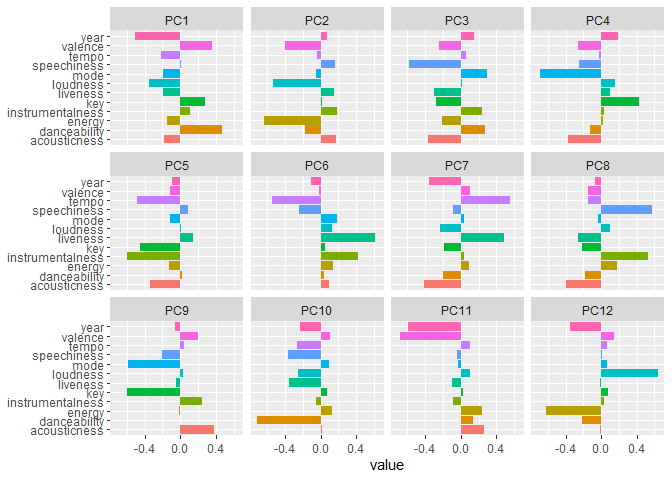 PC1 PC2 PC3 PC4
year
valence
tempo
speechiness
mode
loudness
liveness
key
instrumentalness
energy
danceability
acousticness
PC5 PC6 PC7 PC8
year
valence
tempo
speechiness
mode
loudness
liveness
key
instrumentalness
energy
danceability
acousticness
PC9 PC10 PC11 PC12
year
valence
tempo
speechiness
mode
loudness
liveness
key
instrumentalness
energy
danceability
acousticness
-0.4 0.0 0.4 -0.4 0.0 0.4 -0.4 0.0 0.4 -0.4 0.0 0.4
value